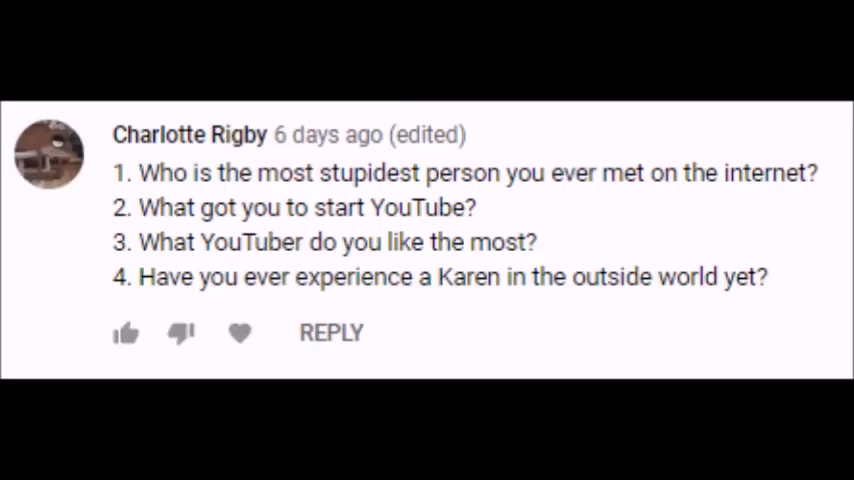 Charlotte Rigby 6 days ago (edited)
1. Who is the most stupidest person you ever met on the internet?
2. What got you to start YouTube?
3. What YouTuber do you like the most?
4. Have you ever experience a Karen in the outside world yet?
REPLY